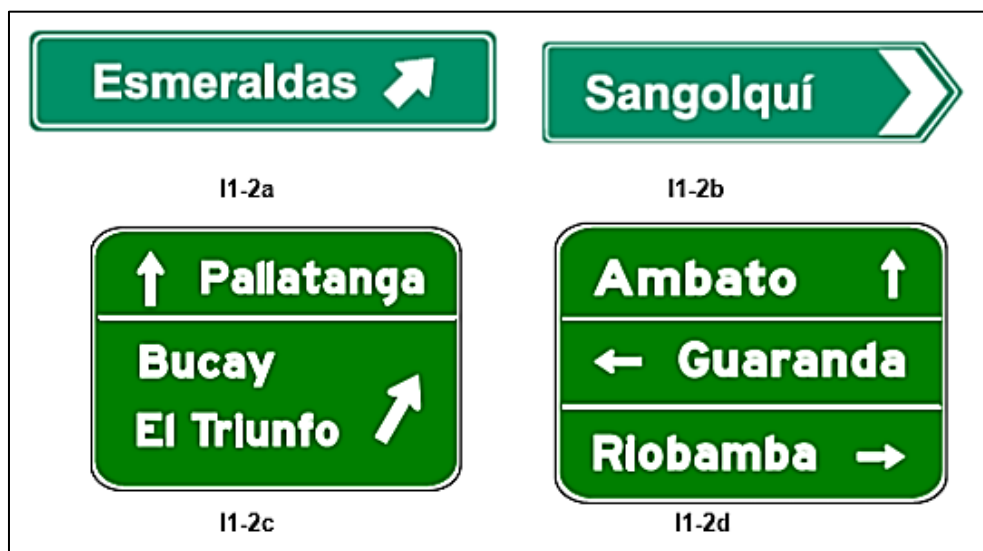 Esmeraldas
Sangolquí
I1-2a
I1-2b
Pallatanga
Bucay
El Triunfo
I1-2c
Ambato
Guaranda
Riobamba
I1-2d